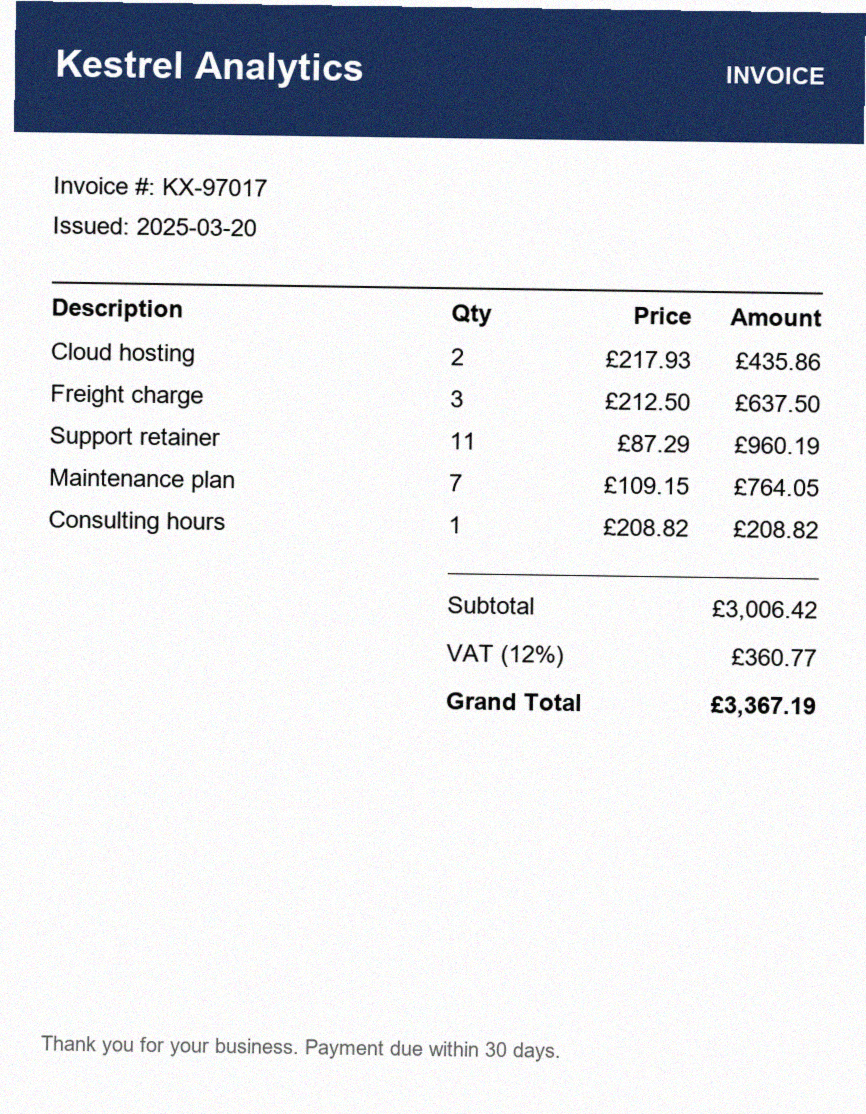 Kestrel Analytics INVOICE
Invoice #: KX-97017
Issued: 2025-03-20
Description Qty Price Amount
Cloud hosting 2 £217.93 £435.86
Freight charge 3 £212.50 £637.50
Support retainer 11 £87.29 £960.19
Maintenance plan 7 £109.15 £764.05
Consulting hours 1 £208.82 £208.82
Subtotal £3,006.42
VAT (12%) £360.77
Grand Total £3,367.19
Thank you for your business. Payment due within 30 days.